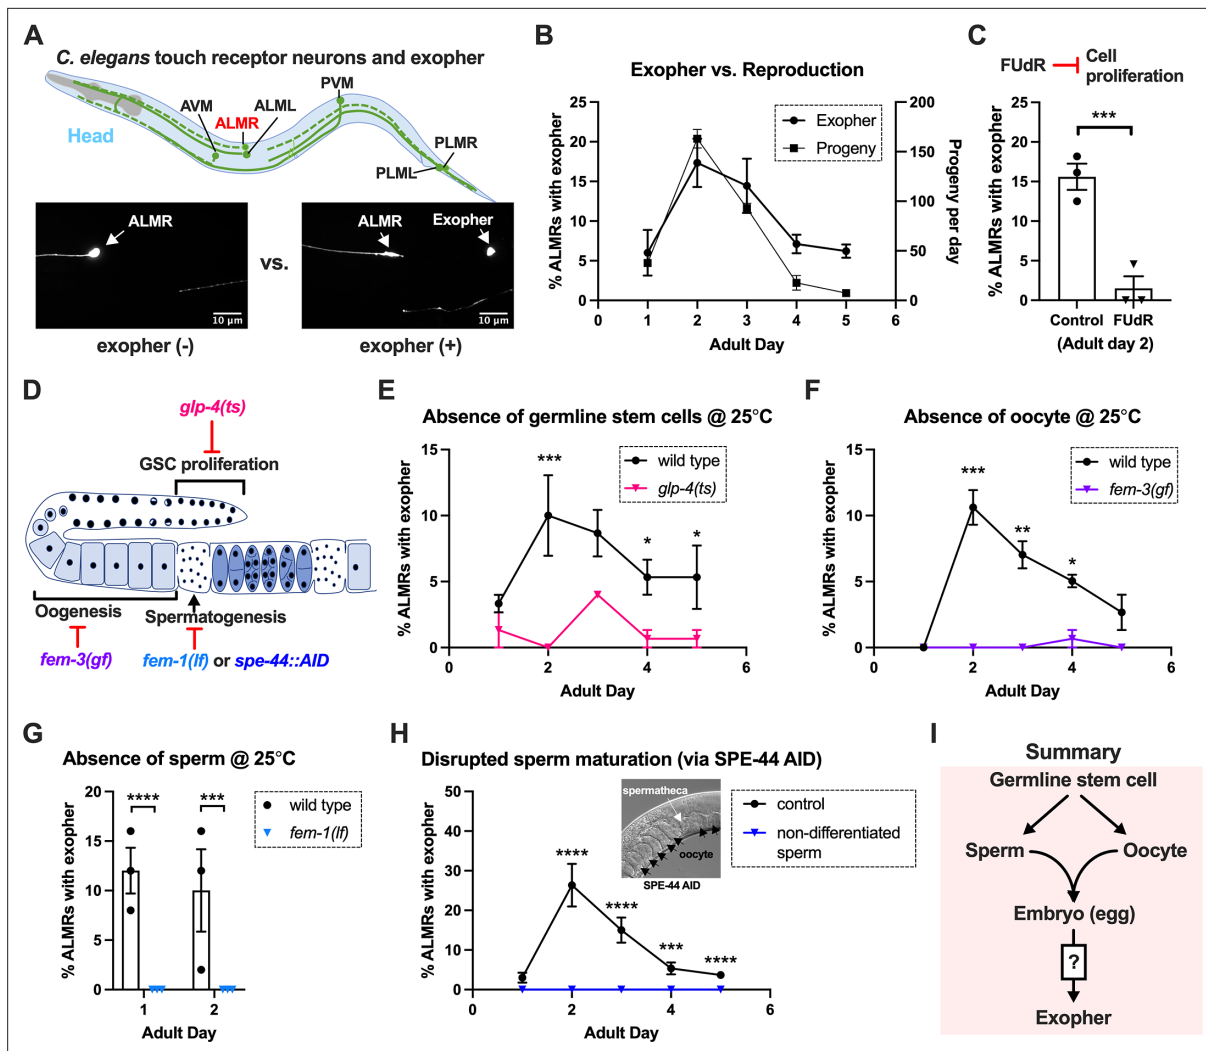 A
C. elegans touch receptor neurons and exopher
Head
AVM
ALMR
ALML
PVM
PLMR
PLML
ALMR
10 µm
exopher (-)
vs.
ALMR
Exopher
10 µm
exopher (+)
B
Exopher vs. Reproduction
Exopher
Progeny
% ALMRs with exopher
25
20
15
10
5
0
200
150
100
50
0
Progeny per day
0 1 2 3 4 5 6
Adult Day
C
FUdR
Cell
proliferation
% ALMRs with exopher
25
20
15
10
5
0
***
Control FUdR
(Adult day 2)
D
glp-4(ts)
GSC proliferation
Oogenesis
Spermatogenesis
fem-3(gf)
fem-1(lf) or spe-44::AID
E
Absence of germline stem cells @ 25°C
wild type
glp-4(ts)
% ALMRs with exopher
15
10
5
0
***
*
*
0 2 4 6
Adult Day
F
Absence of oocyte @ 25°C
wild type
fem-3(gf)
% ALMRs with exopher
15
10
5
0
***
**
*
0 2 4 6
Adult Day
G
Absence of sperm @ 25°C
wild type
fem-1(lf)
% ALMRs with exopher
20
15
10
5
0
****
***
1 2
Adult Day
H
Disrupted sperm maturation (via SPE-44 AID)
spermatheca
oocyte
SPE-44 AID
control
non-differentiated
sperm
% ALMRs with exopher
50
40
30
20
10
0
****
****
***
****
0 2 4 6
Adult Day
I
Summary
Germline stem cell
Sperm
Oocyte
Embryo (egg)
?
Exopher